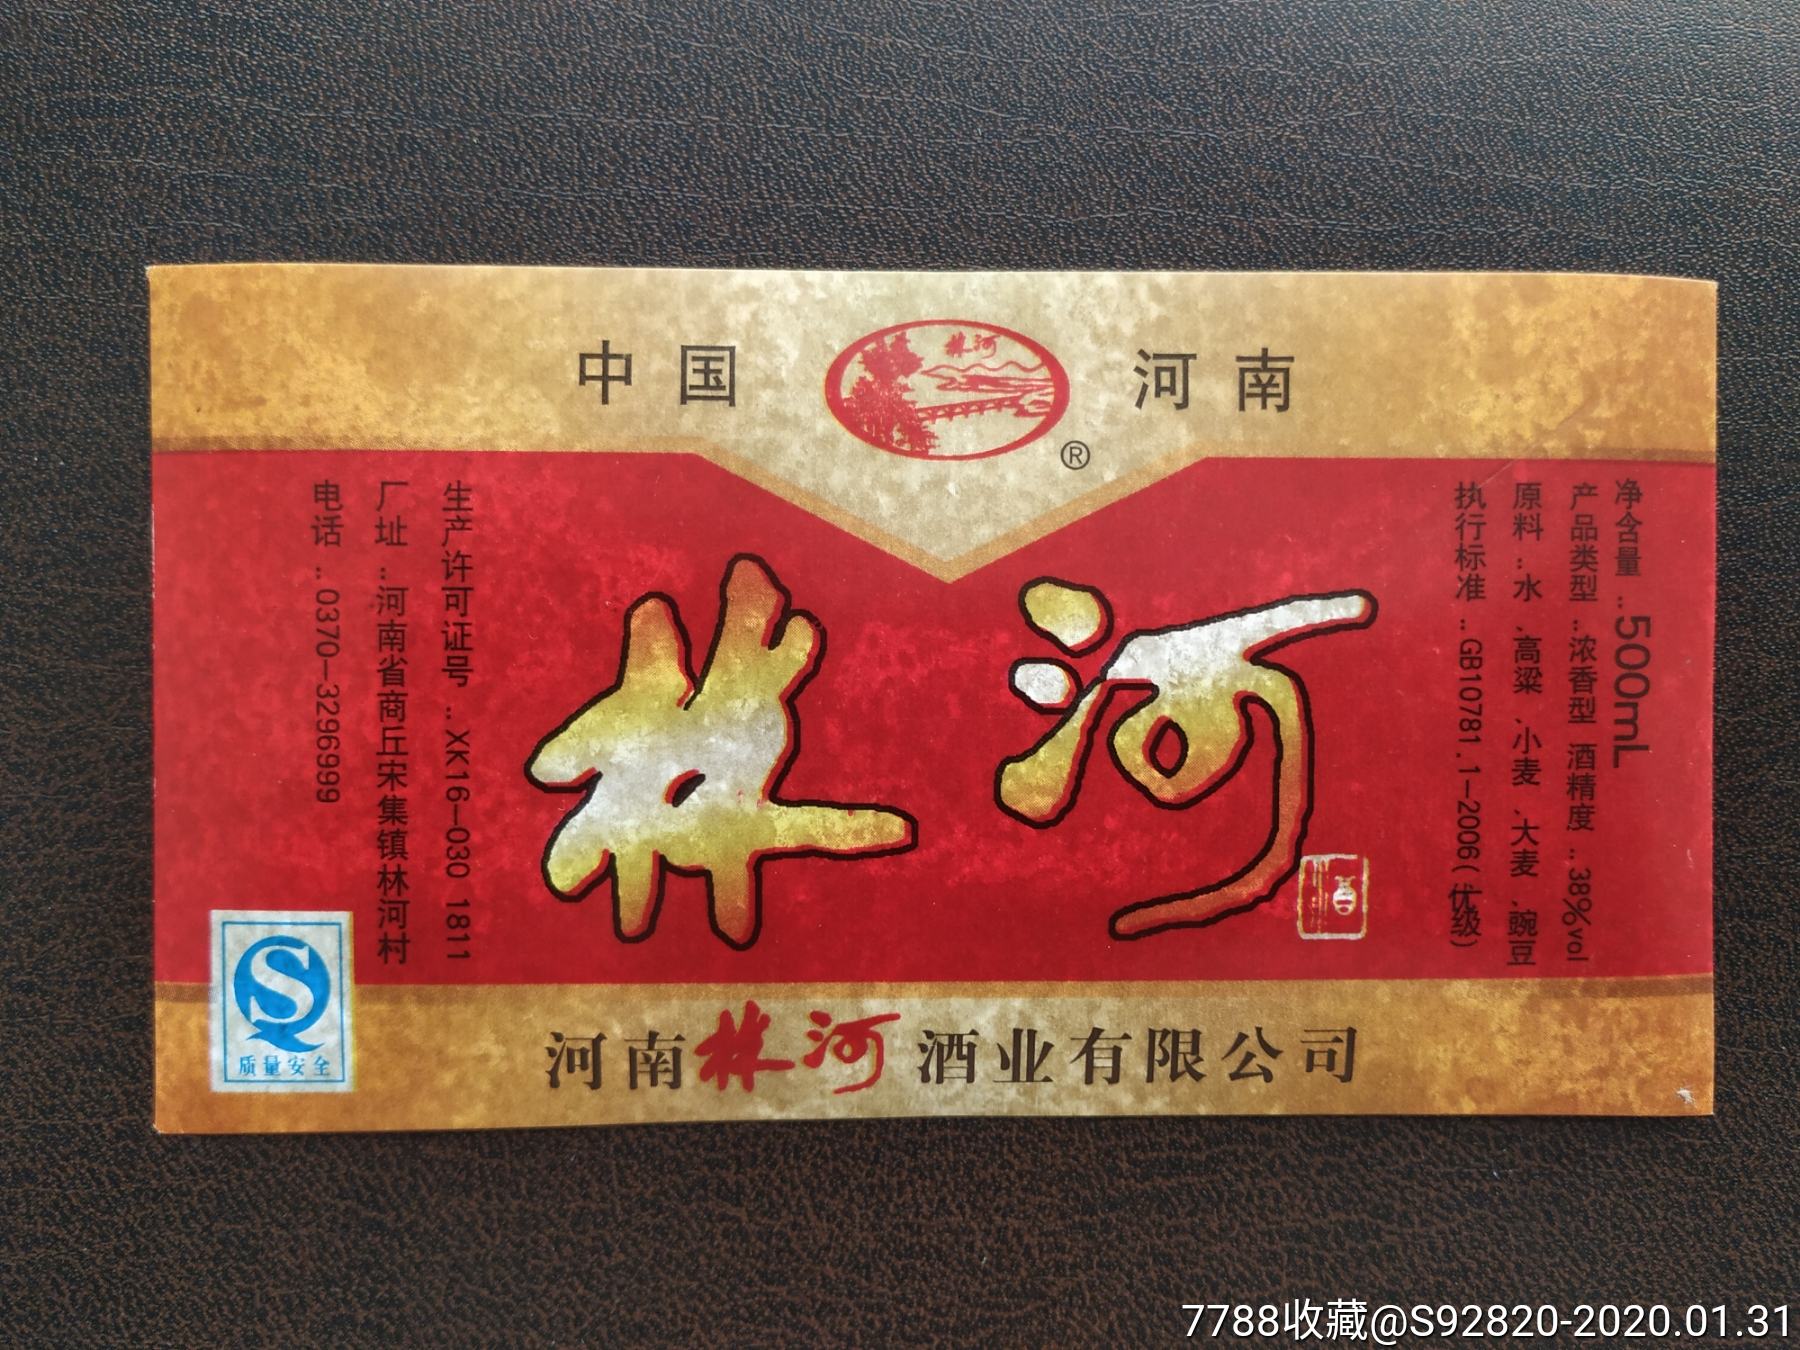 中国 林河 河南
®
净含量：500mL
产品类型：浓香型 酒精度：38%vol
原料：水、高粱、小麦、大麦、豌豆
执行标准：GB10781.1-2006(优级)
林河
酒
生产许可证号：XK16-030 1811
厂址：河南省商丘宋集镇林河村
电话：0370-3296999
质量安全
河南林河酒业有限公司
7788收藏@S92820-2020.01.31